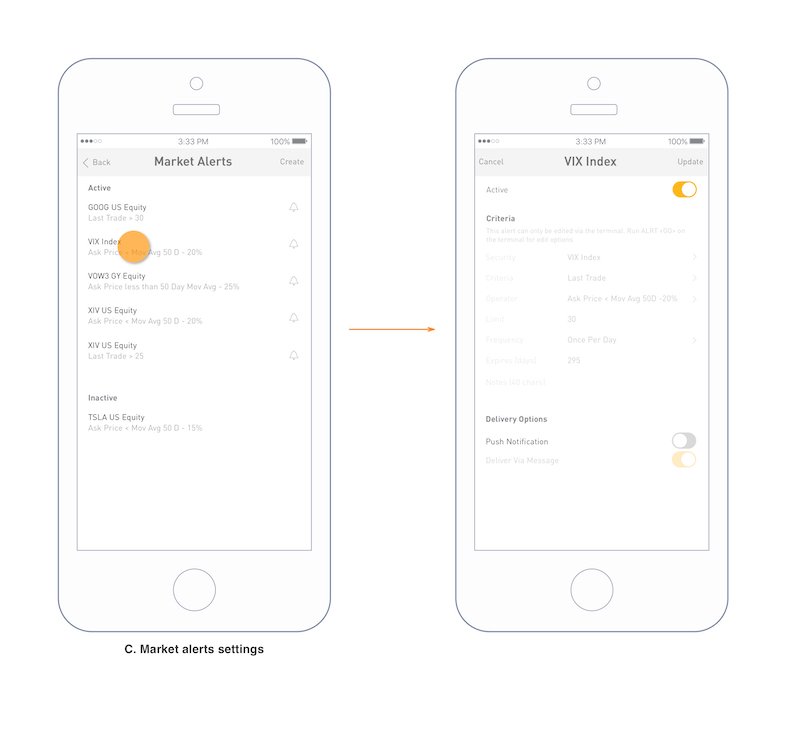 3:33 PM
100%
Back
Market Alerts
Create
Active
GOOG US Equity
Last Trade > 30
VIX Index
Ask Price < Mov Avg 50 D - 20%
VOW3 GY Equity
Ask Price less than 50 Day Mov Avg - 25%
XIV US Equity
Ask Price < Mov Avg 50 D - 20%
XIV US Equity
Last Trade > 25
Inactive
TSLA US Equity
Ask Price < Mov Avg 50 D - 15%
3:33 PM
100%
Cancel
VIX Index
Update
Active
Criteria
This alert can only be edited via the terminal. Run ALRT <GO> on
the terminal for edit options
Security VIX Index
Criteria Last Trade
Operator Ask Price < Mov Avg 50D -20%
Limit 30
Frequency Once Per Day
Expires (days) 295
Notes (40 chars)
Delivery Options
Push Notification
Deliver Via Message
C. Market alerts settings